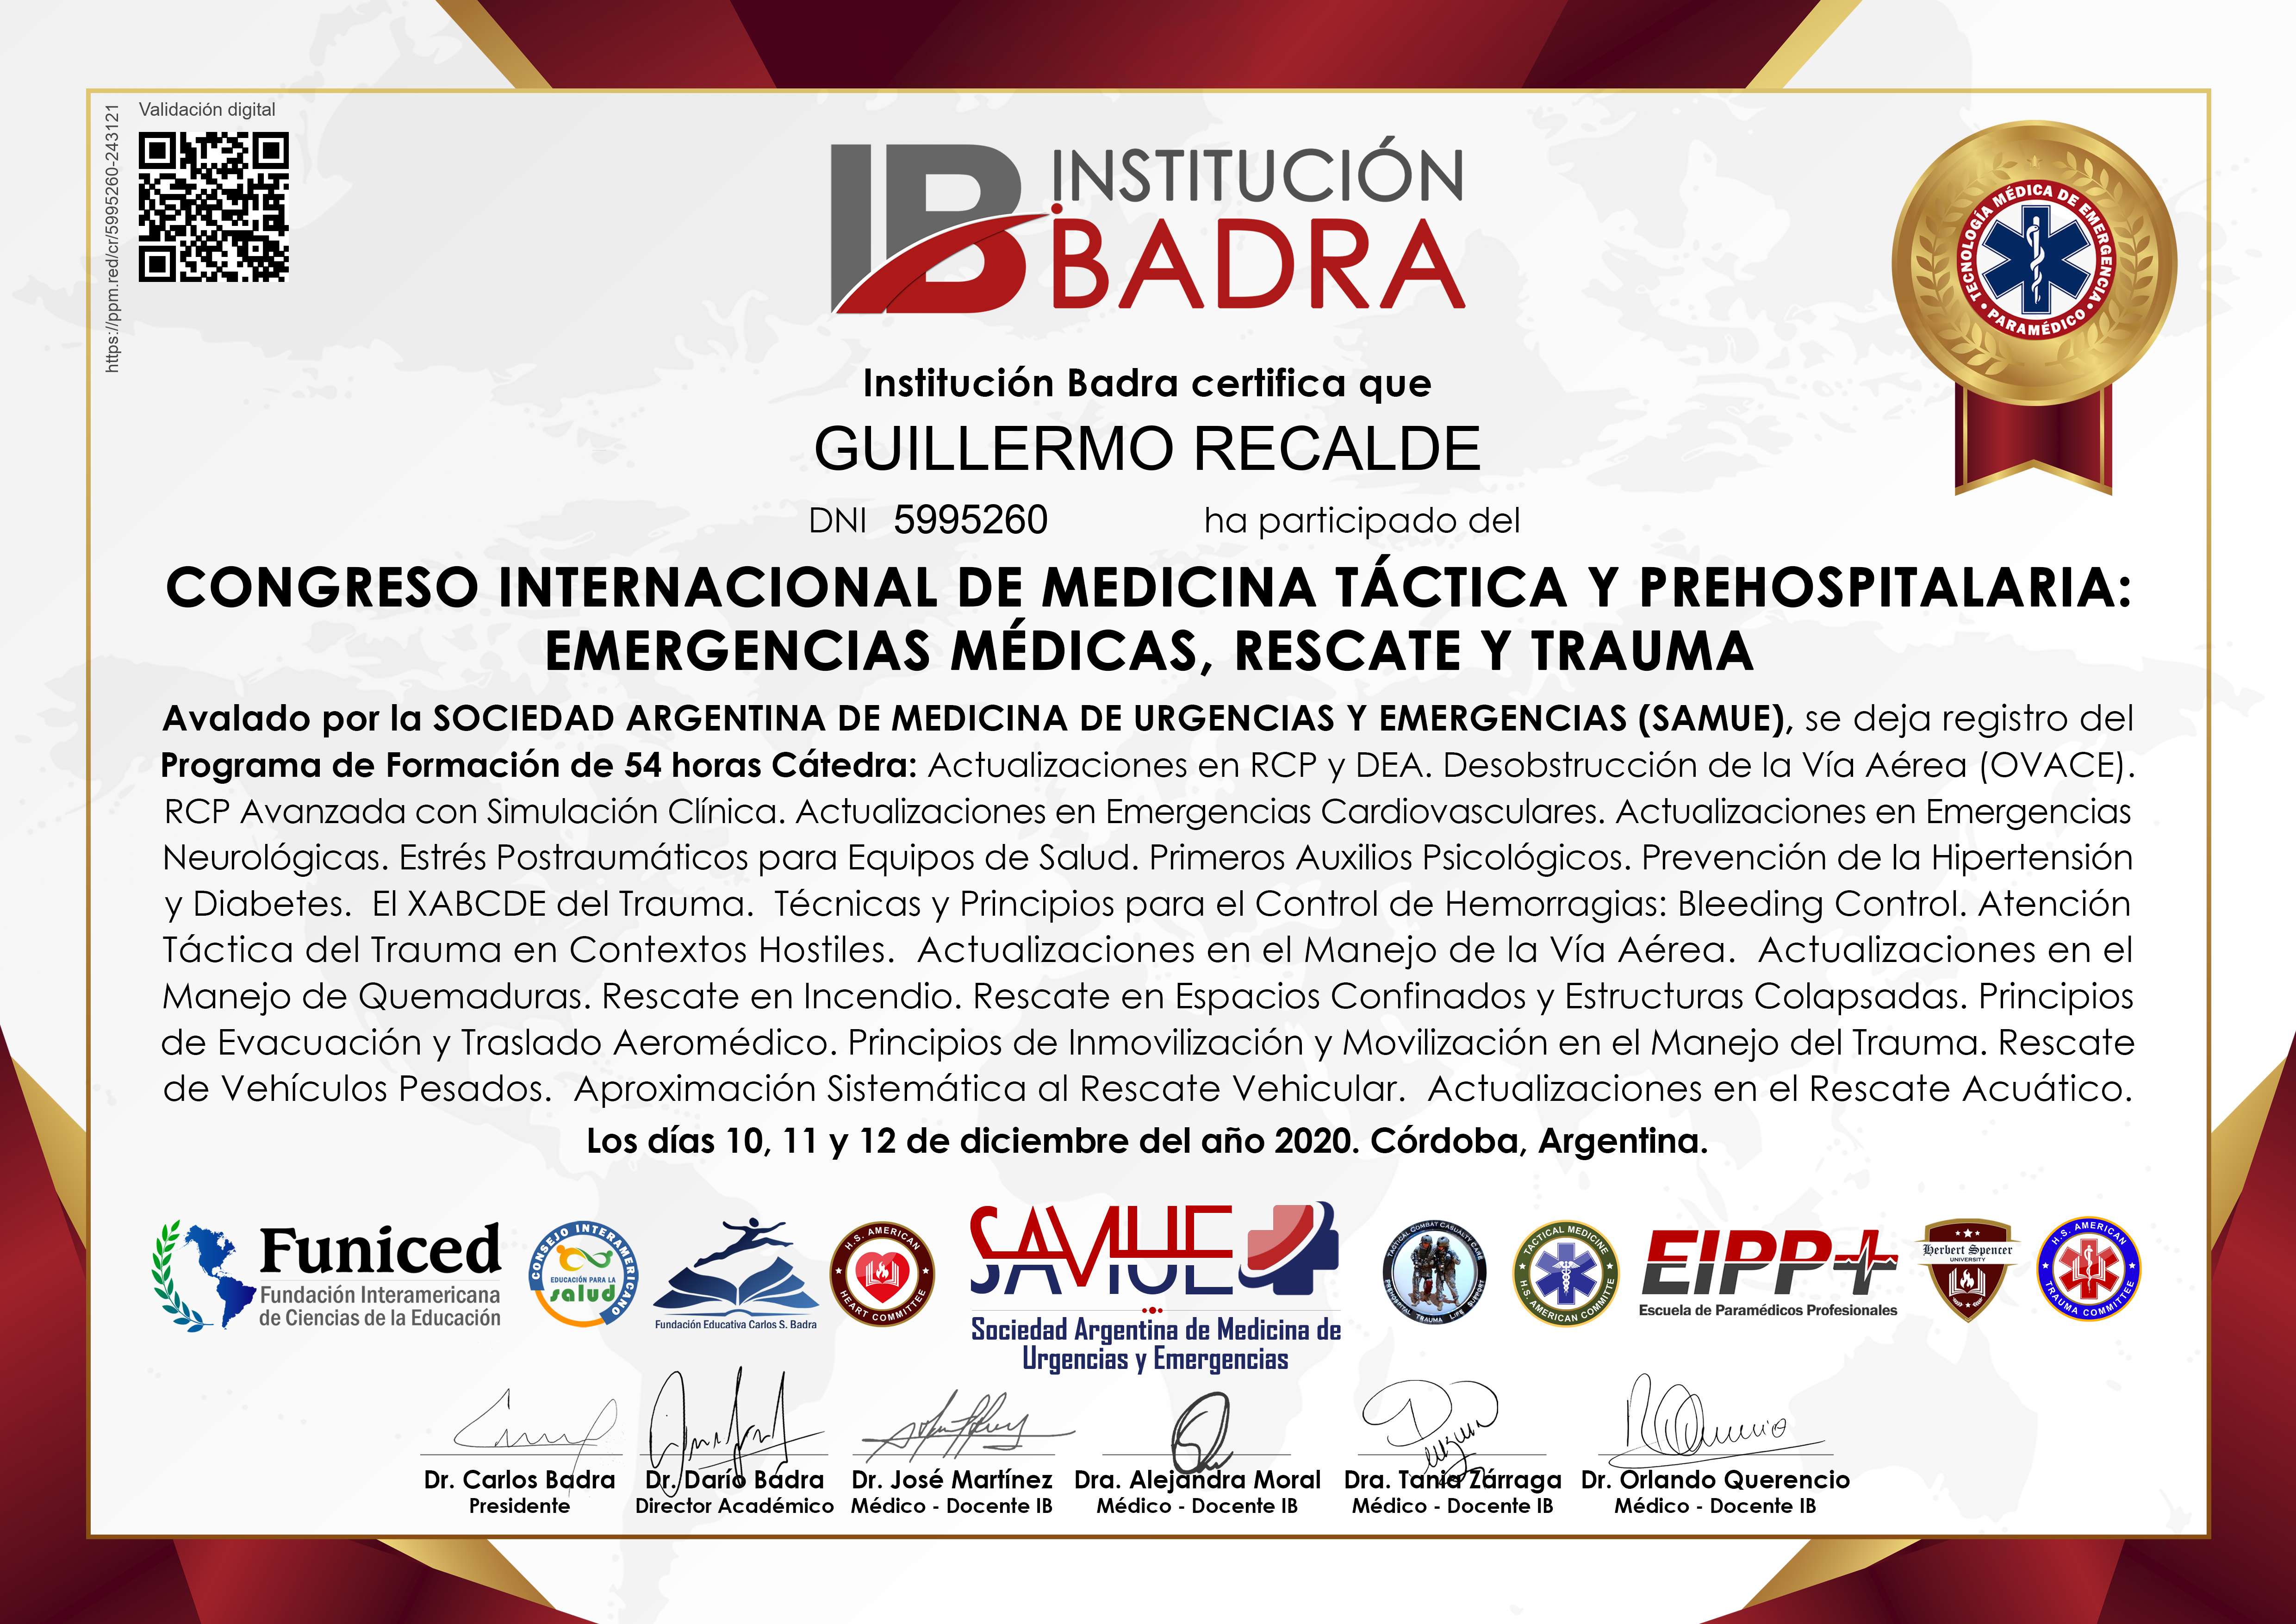 Validación digital
https://ppm.red/cr/5995260-243121
IB INSTITUCIÓN
BADRA
TECNOLOGÍA MÉDICA DE EMERGENCIA
PARAMÉDICO
Institución Badra certifica que
GUILLERMO RECALDE
DNI 5995260 ha participado del
CONGRESO INTERNACIONAL DE MEDICINA TÁCTICA Y PREHOSPITALARIA:
EMERGENCIAS MÉDICAS, RESCATE Y TRAUMA
Avalado por la SOCIEDAD ARGENTINA DE MEDICINA DE URGENCIAS Y EMERGENCIAS (SAMUE), se deja registro del
Programa de Formación de 54 horas Cátedra: Actualizaciones en RCP y DEA. Desobstrucción de la Vía Aérea (OVACE).
RCP Avanzada con Simulación Clínica. Actualizaciones en Emergencias Cardiovasculares. Actualizaciones en Emergencias
Neurológicas. Estrés Postraumáticos para Equipos de Salud. Primeros Auxilios Psicológicos. Prevención de la Hipertensión
y Diabetes. El XABCDE del Trauma. Técnicas y Principios para el Control de Hemorragias: Bleeding Control. Atención
Táctica del Trauma en Contextos Hostiles. Actualizaciones en el Manejo de la Vía Aérea. Actualizaciones en el
Manejo de Quemaduras. Rescate en Incendio. Rescate en Espacios Confinados y Estructuras Colapsadas. Principios
de Evacuación y Traslado Aeromédico. Principios de Inmovilización y Movilización en el Manejo del Trauma. Rescate
de Vehículos Pesados. Aproximación Sistemática al Rescate Vehicular. Actualizaciones en el Rescate Acuático.
Los días 10, 11 y 12 de diciembre del año 2020. Córdoba, Argentina.
Funiced
Fundación Interamericana
de Ciencias de la Educación
CONSEJO INTERAMERICANO
EDUCACIÓN PARA LA
salud
Fundación Educativa Carlos S. Badra
H.S. AMERICAN
HEART COMMITTEE
SAMUE
Sociedad Argentina de Medicina de
Urgencias y Emergencias
TACTICAL COMBAT CASUALTY CARE
PREHOSPITAL TRAUMA LIFE SUPPORT
TACTICAL MEDICINE
H.S. AMERICAN COMMITTE
EIPP+
Escuela de Paramédicos Profesionales
Herbert Spencer
UNIVERSITY
H.S. AMERICAN
TRAUMA COMMITTEE
Dr. Carlos Badra
Presidente
Dr. Darío Badra
Director Académico
Dr. José Martínez
Médico - Docente IB
Dra. Alejandra Moral
Médico - Docente IB
Dra. Tania Zárraga
Médico - Docente IB
Dr. Orlando Querencio
Médico - Docente IB